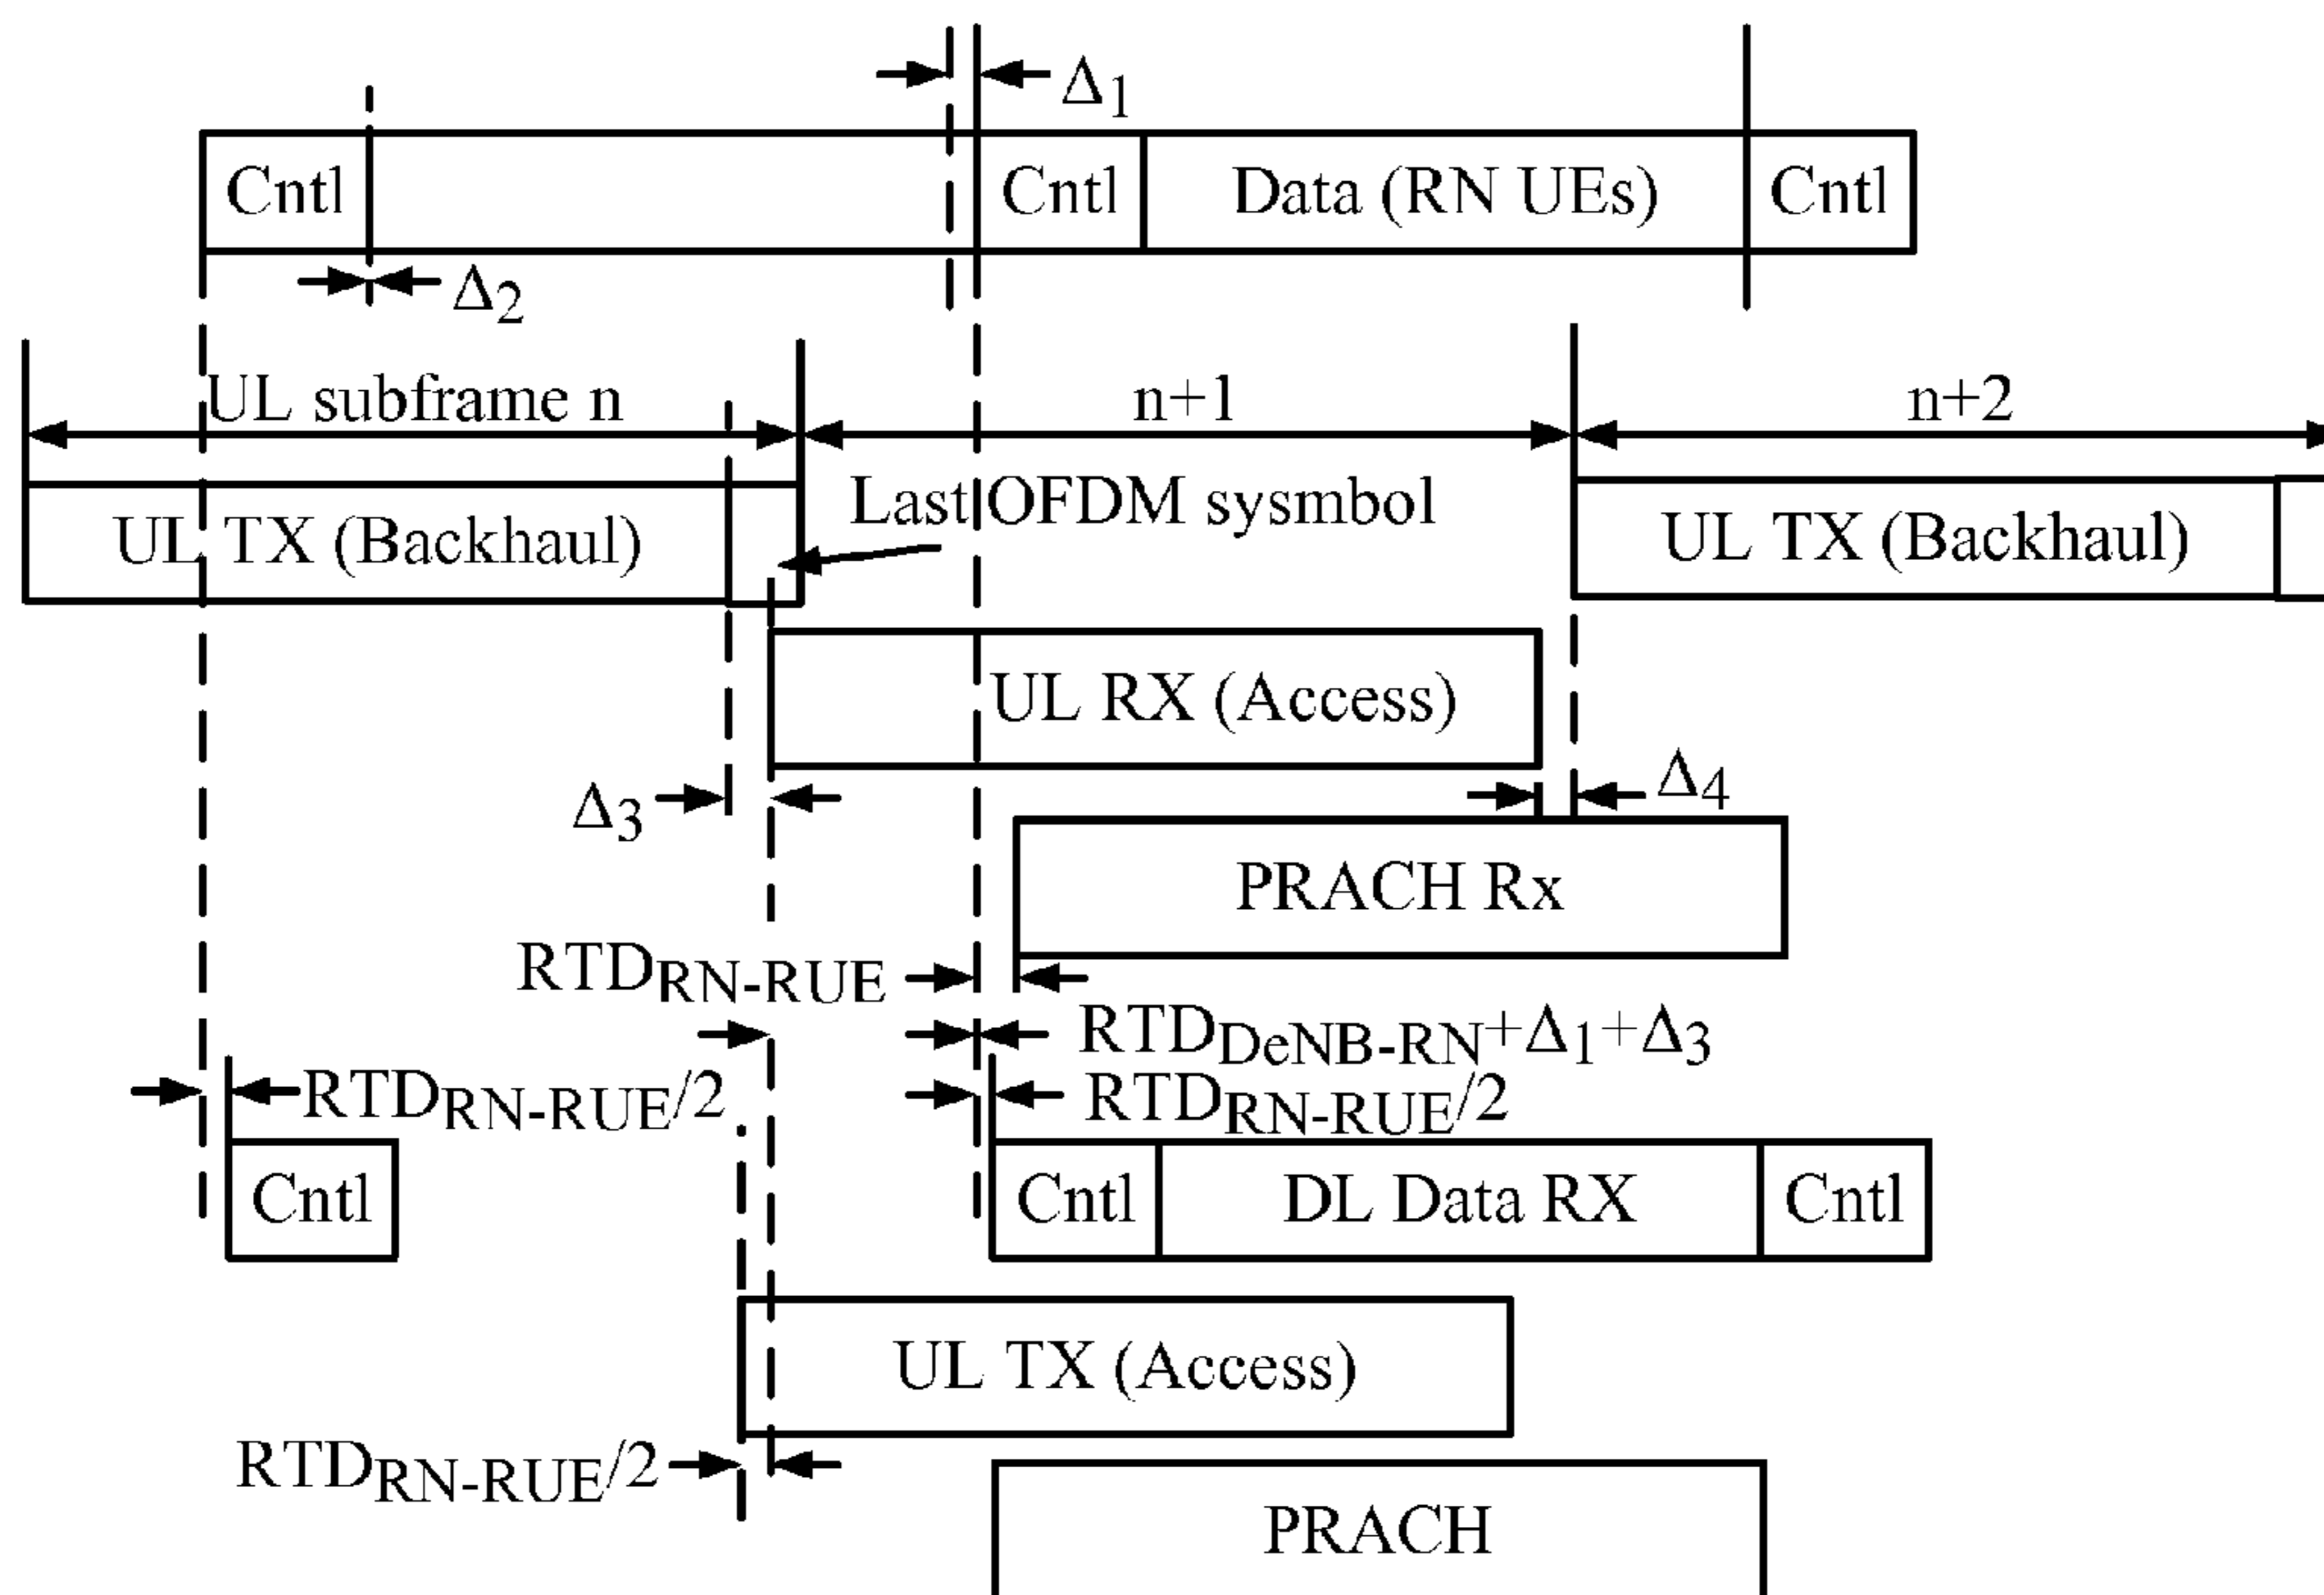 Δ1
Cntl
Cntl
Data (RN UEs)
Cntl
Δ2
UL subframe n
n+1
n+2
Last OFDM sysmbol
UL TX (Backhaul)
UL TX (Backhaul)
UL RX (Access)
Δ3
Δ4
PRACH Rx
RTDRN-RUE
RTDDeNB-RN+Δ1+Δ3
RTDRN-RUE/2
RTDRN-RUE/2
Cntl
Cntl
DL Data RX
Cntl
UL TX (Access)
RTDRN-RUE/2
PRACH